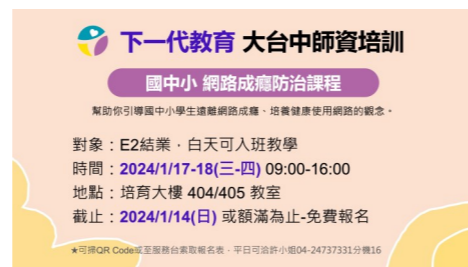 下一代教育 大台中師資培訓
國中小 網路成癮防治課程
幫助你引導國中小學生遠離網路成癮、培養健康使用網路的觀念。
對象：E2結業，白天可入班教學
時間：2024/1/17-18(三-四) 09:00-16:00
地點：培育大樓 404/405 教室
截止：2024/1/14(日) 或額滿為止-免費報名
★可掃QR Code或至服務台索取報名表，平日可洽許小姐04-24737331分機16